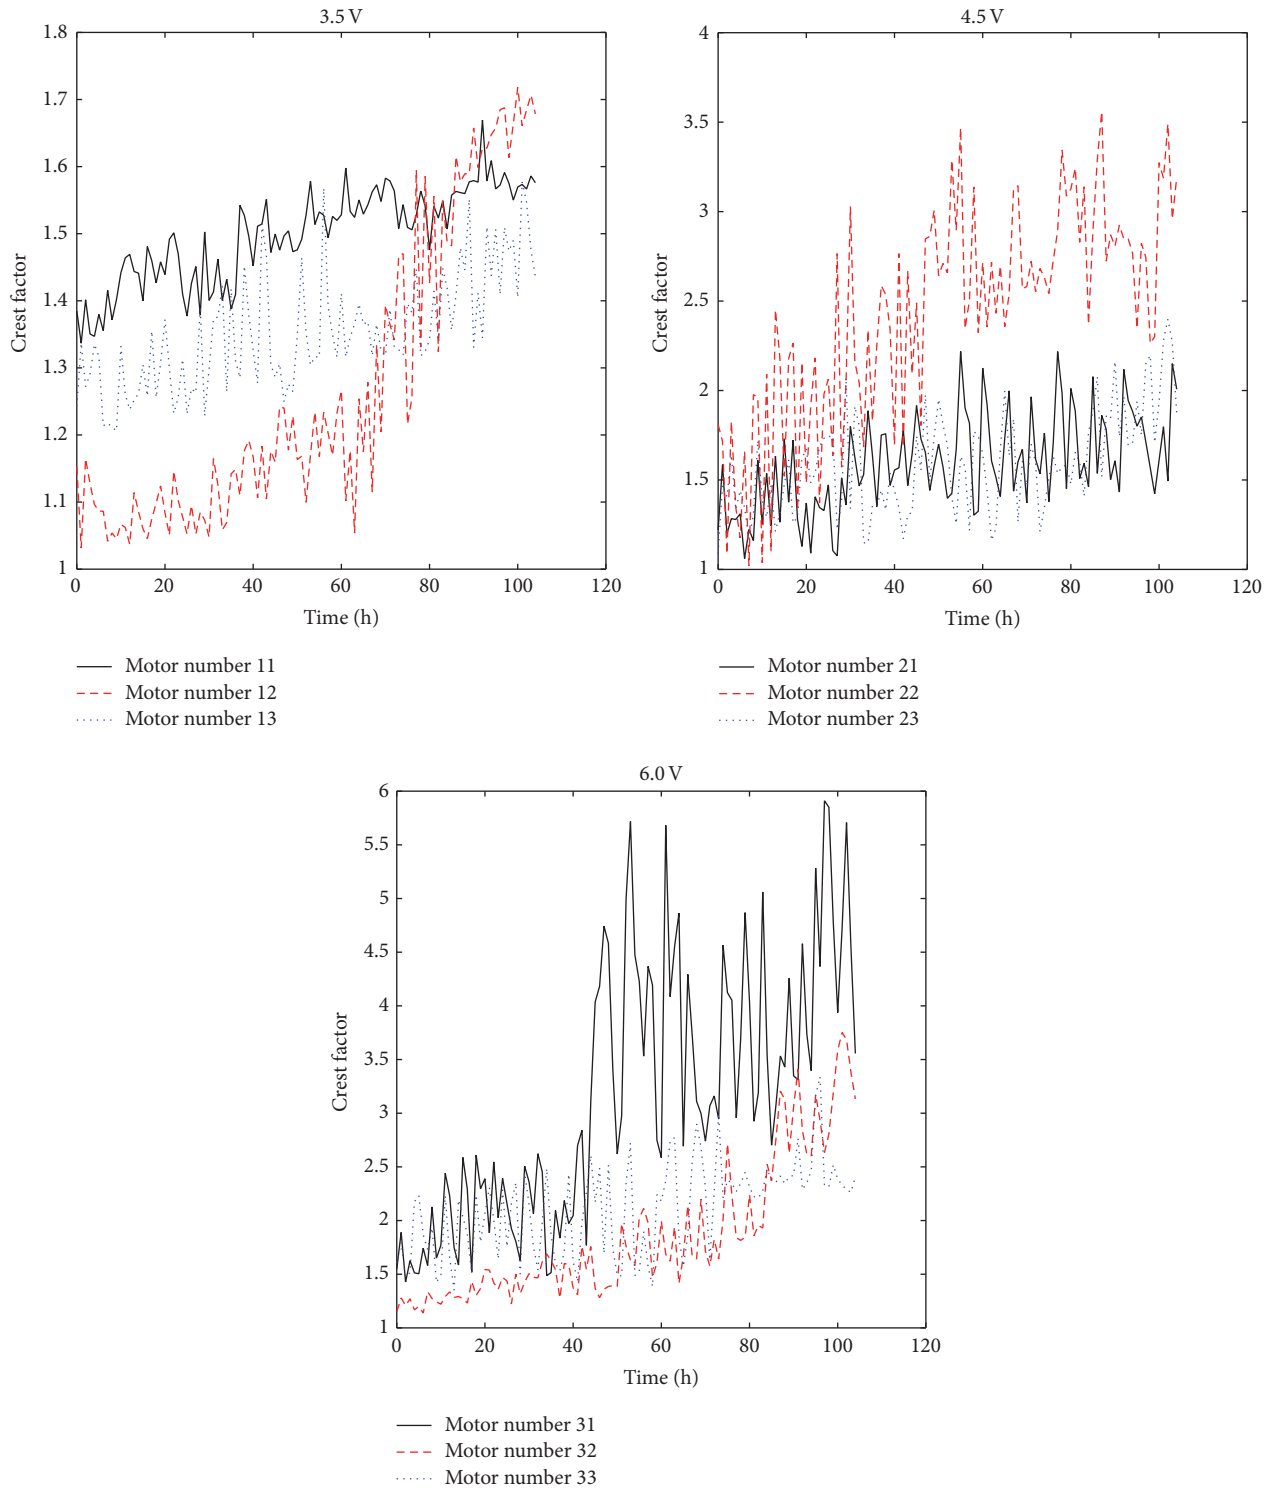 3.5 V
1.8
1.7
1.6
1.5
1.4
1.3
1.2
1.1
1
Crest factor
0 20 40 60 80 100 120
Time (h)
Motor number 11
Motor number 12
Motor number 13
4.5 V
4
3.5
3
2.5
2
1.5
1
Crest factor
0 20 40 60 80 100 120
Time (h)
Motor number 21
Motor number 22
Motor number 23
6.0 V
6
5.5
5
4.5
4
3.5
3
2.5
2
1.5
1
Crest factor
0 20 40 60 80 100 120
Time (h)
Motor number 31
Motor number 32
Motor number 33